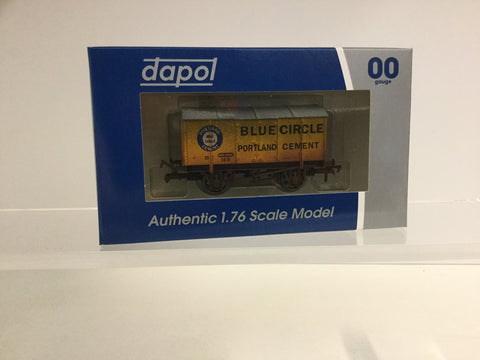 dapol
00
gauge
BLUE CIRCLE
PORTLAND CEMENT
Authentic 1.76 Scale Model